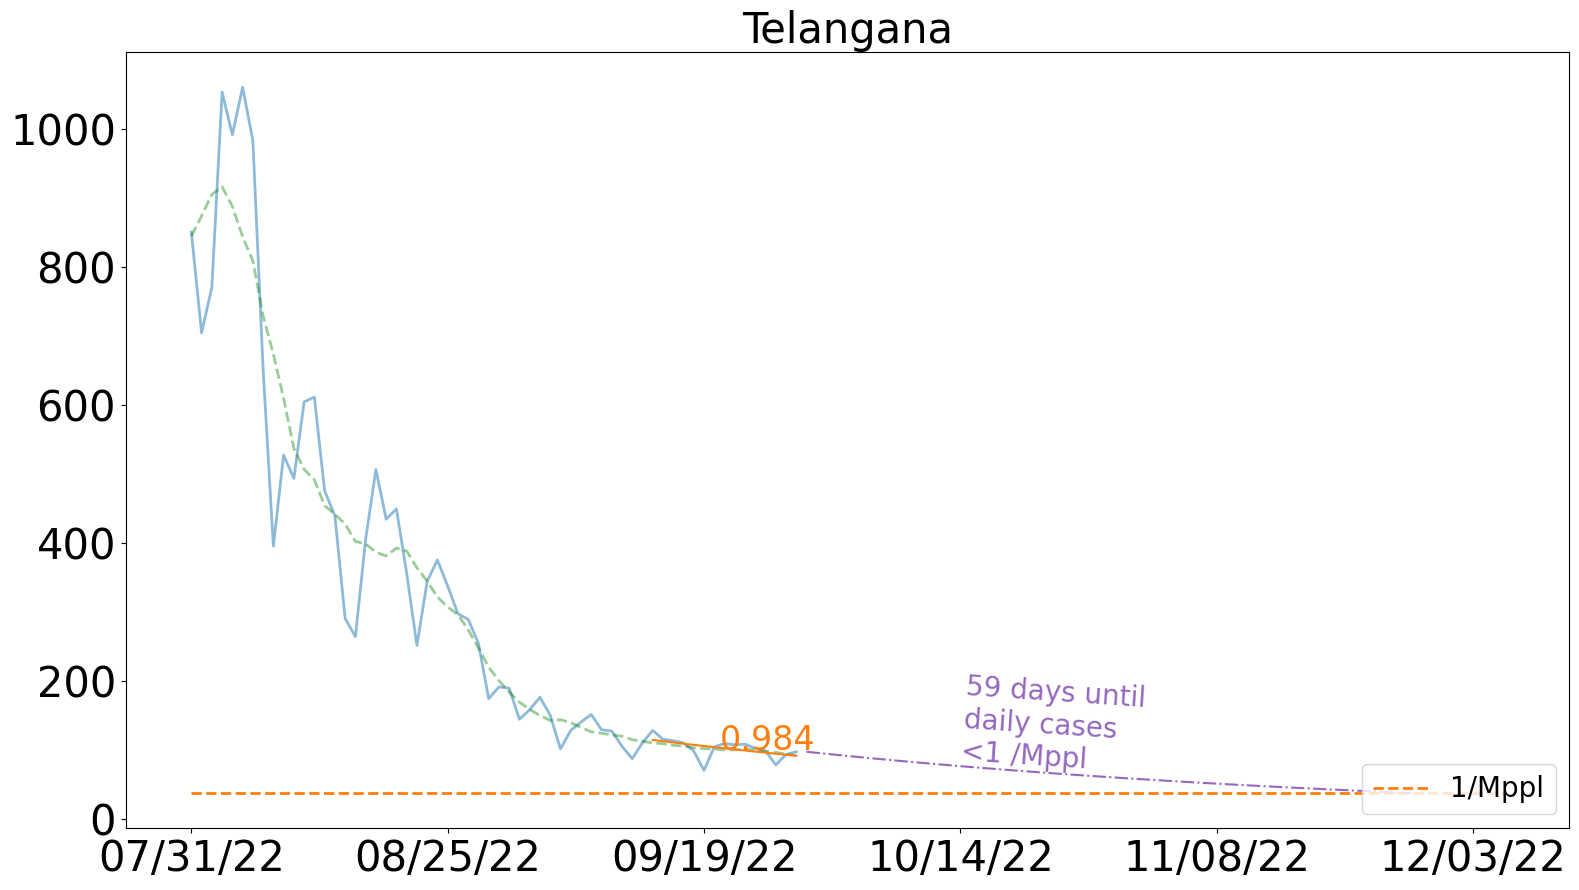 Telangana
1000
800
600
400
200
0
0.984
59 days until
daily cases
<1 /Mppl
1/Mppl
07/31/22 08/25/22 09/19/22 10/14/22 11/08/22 12/03/22